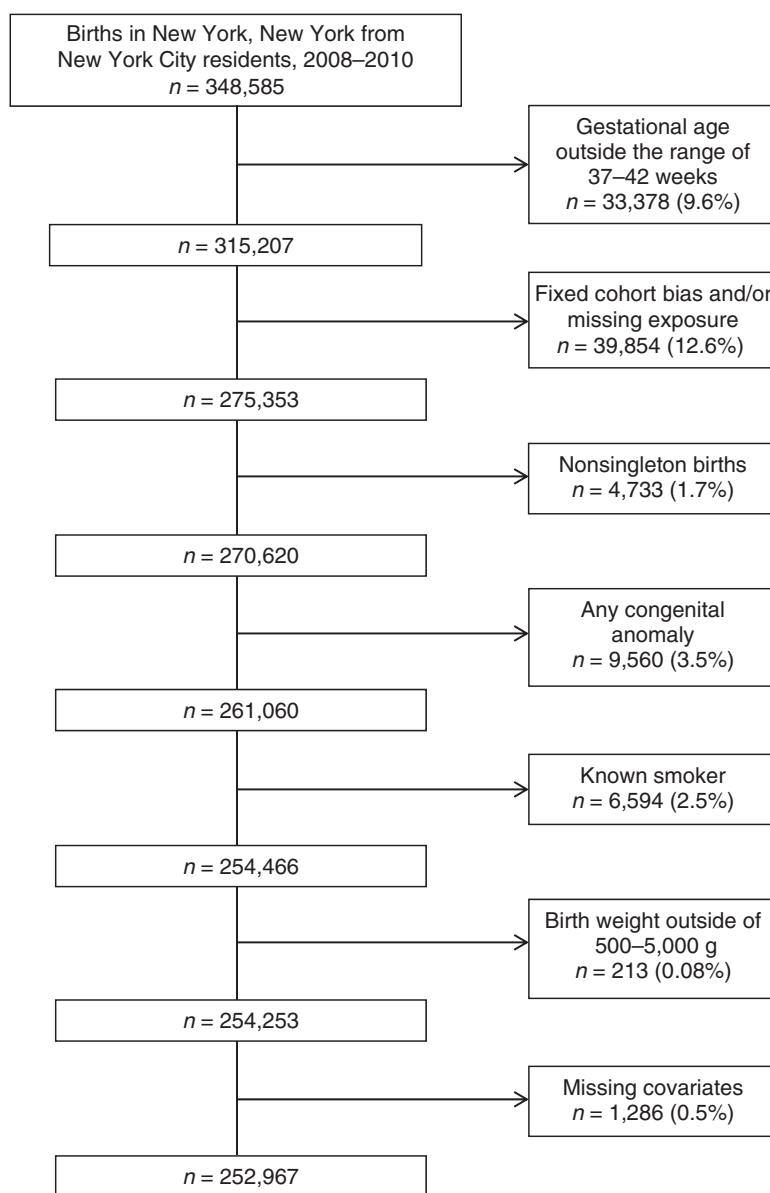 Births in New York, New York from
New York City residents, 2008–2010
n = 348,585
Gestational age
outside the range of
37–42 weeks
n = 33,378 (9.6%)
n = 315,207
Fixed cohort bias and/or
missing exposure
n = 39,854 (12.6%)
n = 275,353
Nonsingleton births
n = 4,733 (1.7%)
n = 270,620
Any congenital
anomaly
n = 9,560 (3.5%)
n = 261,060
Known smoker
n = 6,594 (2.5%)
n = 254,466
Birth weight outside of
500–5,000 g
n = 213 (0.08%)
n = 254,253
Missing covariates
n = 1,286 (0.5%)
n = 252,967